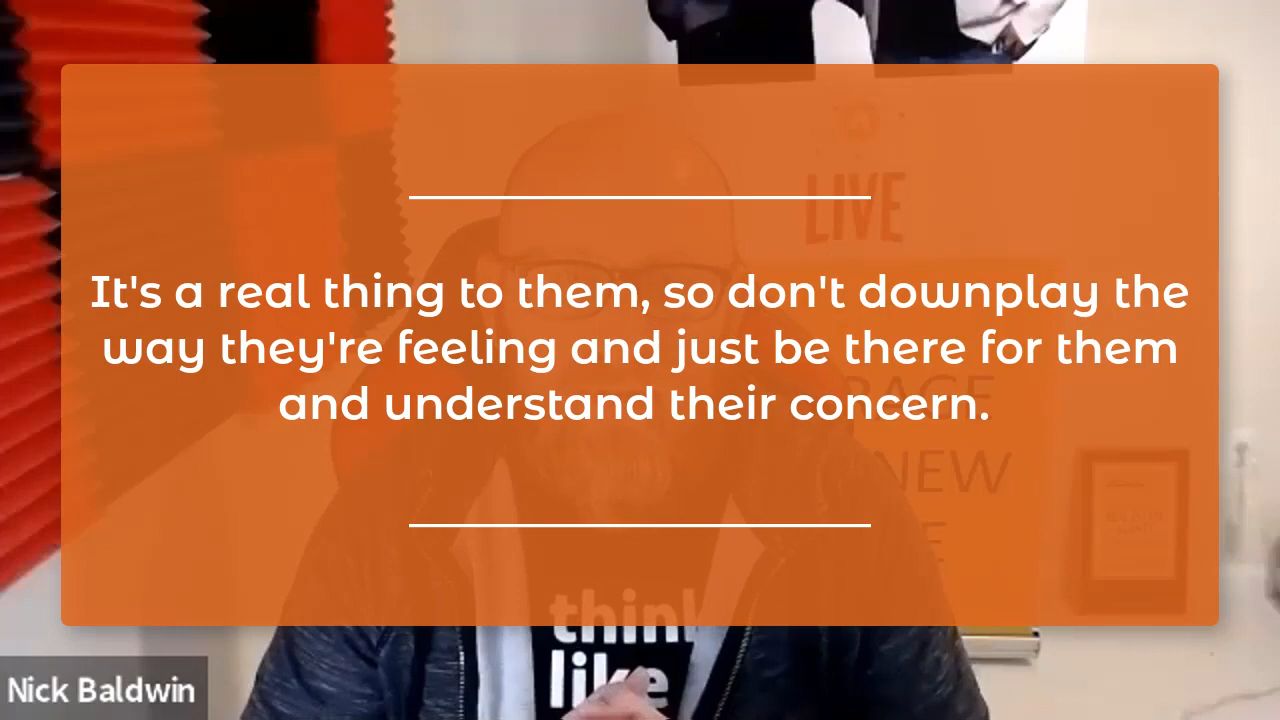 LIVE
It's a real thing to them, so don't downplay the
way they're feeling and just be there for them
and understand their concern.
NEW
think
like
Nick Baldwin